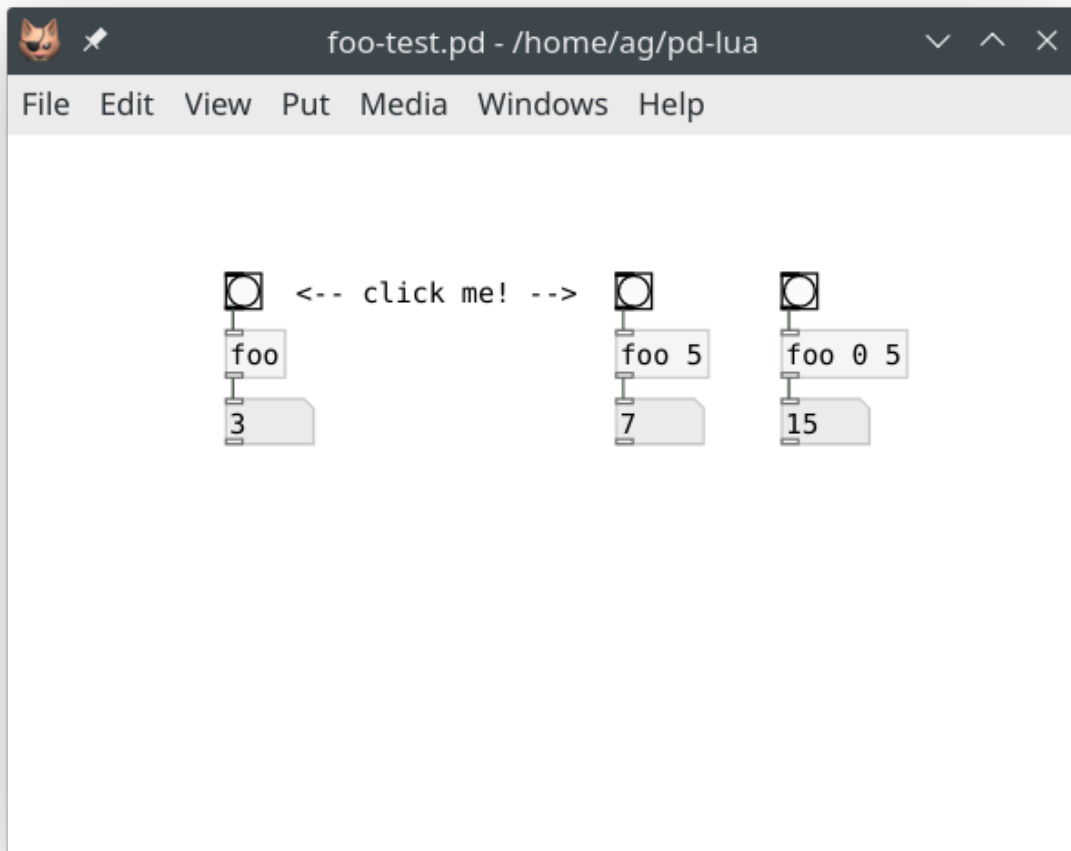 foo-test.pd - /home/ag/pd-lua
File Edit View Put Media Windows Help
<-- click me! -->
foo foo 5 foo 0 5
3 7 15